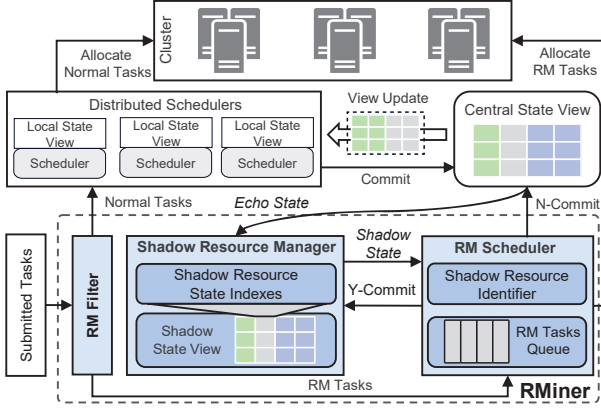 Allocate
Normal Tasks
Cluster
Allocate
RM Tasks
Distributed Schedulers
Local State
View
Scheduler
Local State
View
Scheduler
Local State
View
Scheduler
View Update
Central State View
Commit
Normal Tasks
Echo State
N-Commit
Submitted Tasks
RM Filter
Shadow Resource Manager
Shadow Resource
State Indexes
Shadow
State View
Shadow
State
Y-Commit
RM Scheduler
Shadow Resource
Identifier
RM Tasks
Queue
RM Tasks
RMiner